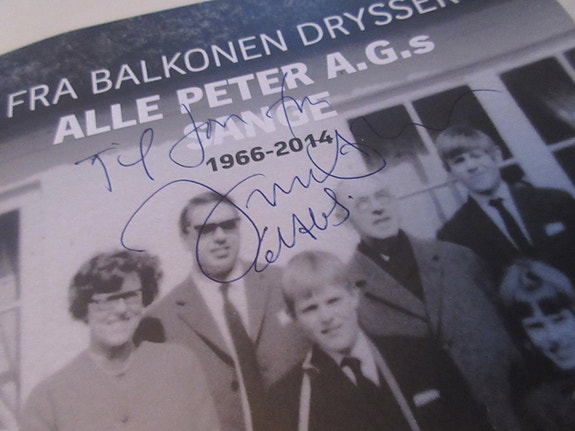 FRA BALKONEN DRYSSER
ALLE PETER A.G.s
SANGE
1966-2014
Til